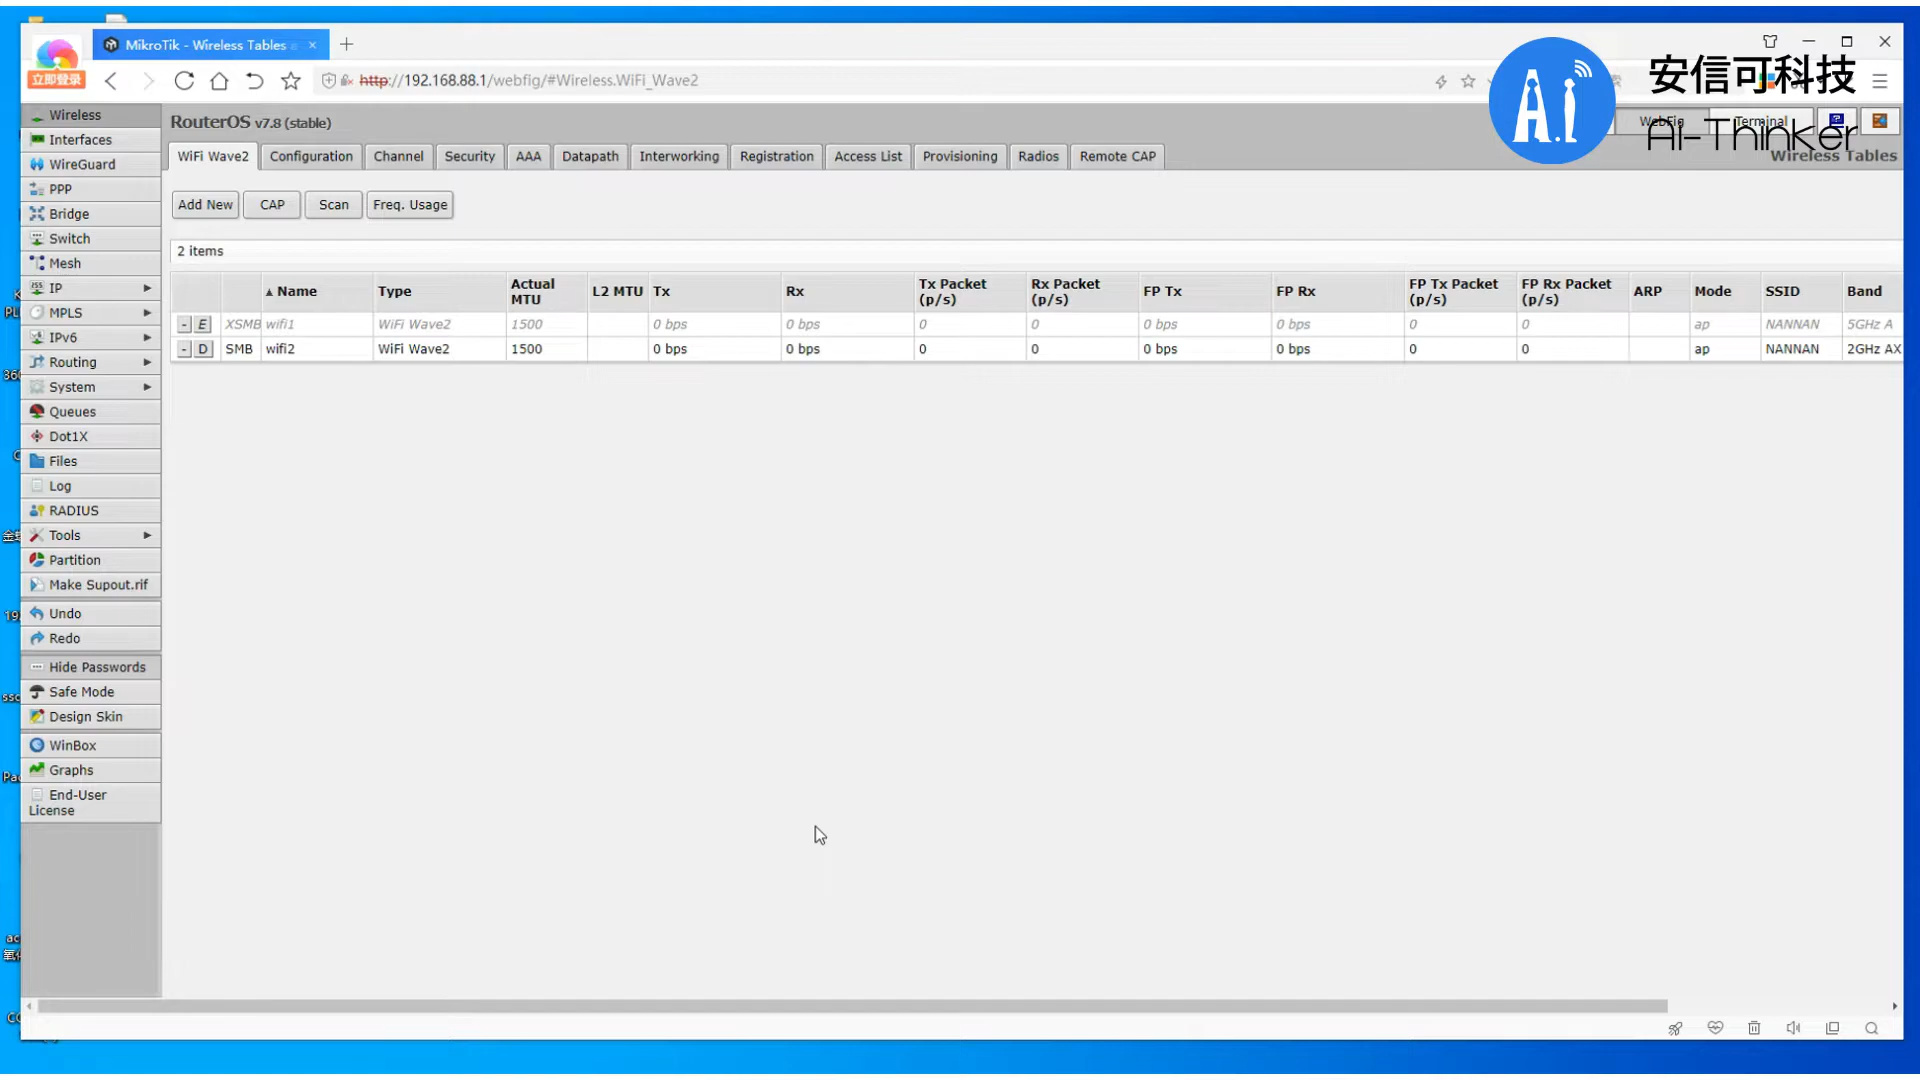 MikroTik - Wireless Tables
立即登录
http://192.168.88.1/webfig/#Wireless.WiFi_Wave2
安信可科技
Ai-Thinker
RouterOS v7.8 (stable)
WebFig
Terminal
Wireless Tables
Wireless
Interfaces
WireGuard
PPP
Bridge
Switch
Mesh
IP
MPLS
IPv6
Routing
System
Queues
Dot1X
Files
Log
RADIUS
Tools
Partition
Make Supout.rif
Undo
Redo
Hide Passwords
Safe Mode
Design Skin
WinBox
Graphs
End-User
License
WiFi Wave2 Configuration Channel Security AAA Datapath Interworking Registration Access List Provisioning Radios Remote CAP
Add New CAP Scan Freq. Usage
2 items
Name Type Actual MTU L2 MTU Tx Rx Tx Packet (p/s) Rx Packet (p/s) FP Tx FP Rx FP Tx Packet (p/s) FP Rx Packet (p/s) ARP Mode SSID Band
- E XSMB wifi1 WiFi Wave2 1500 0 bps 0 bps 0 0 0 bps 0 bps 0 0 ap NANNAN 5GHz A
- D SMB wifi2 WiFi Wave2 1500 0 bps 0 bps 0 0 0 bps 0 bps 0 0 ap NANNAN 2GHz AX